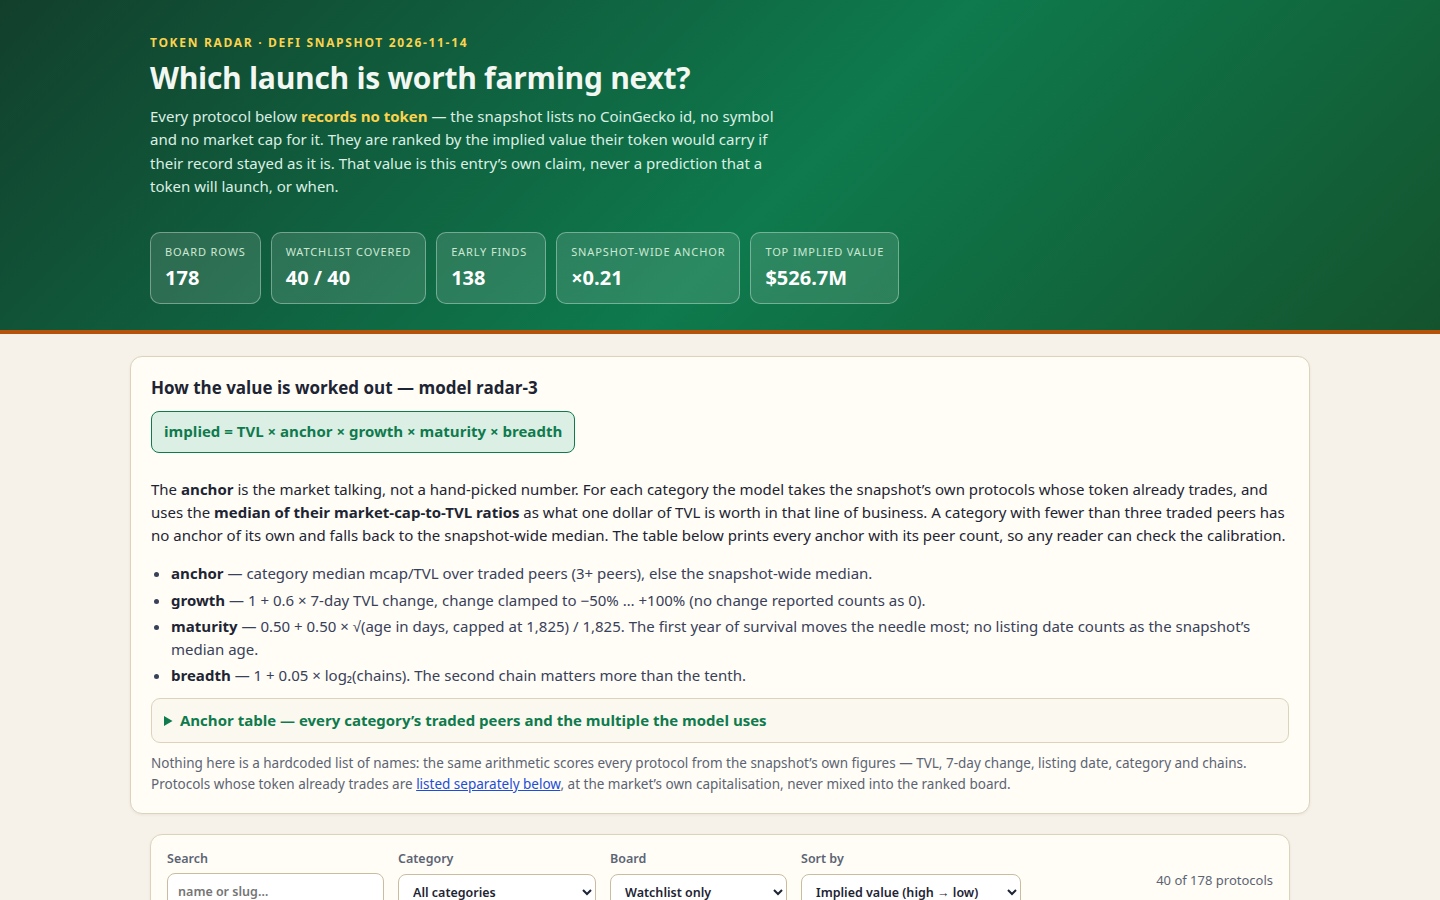 TOKEN RADAR · DEFI SNAPSHOT 2026-11-14
Which launch is worth farming next?
Every protocol below records no token — the snapshot lists no CoinGecko id, no symbol
and no market cap for it. They are ranked by the implied value their token would carry if
their record stayed as it is. That value is this entry's own claim, never a prediction that a
token will launch, or when.
BOARD ROWS
178
WATCHLIST COVERED
40 / 40
EARLY FINDS
138
SNAPSHOT-WIDE ANCHOR
×0.21
TOP IMPLIED VALUE
$526.7M
How the value is worked out — model radar-3
implied = TVL × anchor × growth × maturity × breadth
The anchor is the market talking, not a hand-picked number. For each category the model takes the snapshot's own protocols whose token already trades, and
uses the median of their market-cap-to-TVL ratios as what one dollar of TVL is worth in that line of business. A category with fewer than three traded peers has
no anchor of its own and falls back to the snapshot-wide median. The table below prints every anchor with its peer count, so any reader can check the calibration.
• anchor — category median mcap/TVL over traded peers (3+ peers), else the snapshot-wide median.
• growth — 1 + 0.6 × 7-day TVL change, change clamped to −50% … +100% (no change reported counts as 0).
• maturity — 0.50 + 0.50 × √(age in days, capped at 1,825) / 1,825. The first year of survival moves the needle most; no listing date counts as the snapshot's
median age.
• breadth — 1 + 0.05 × log₂(chains). The second chain matters more than the tenth.
▶ Anchor table — every category's traded peers and the multiple the model uses
Nothing here is a hardcoded list of names: the same arithmetic scores every protocol from the snapshot's own figures — TVL, 7-day change, listing date, category and chains.
Protocols whose token already trades are listed separately below, at the market's own capitalisation, never mixed into the ranked board.
Search
name or slug...
Category
All categories
Board
Watchlist only
Sort by
Implied value (high → low)
40 of 178 protocols